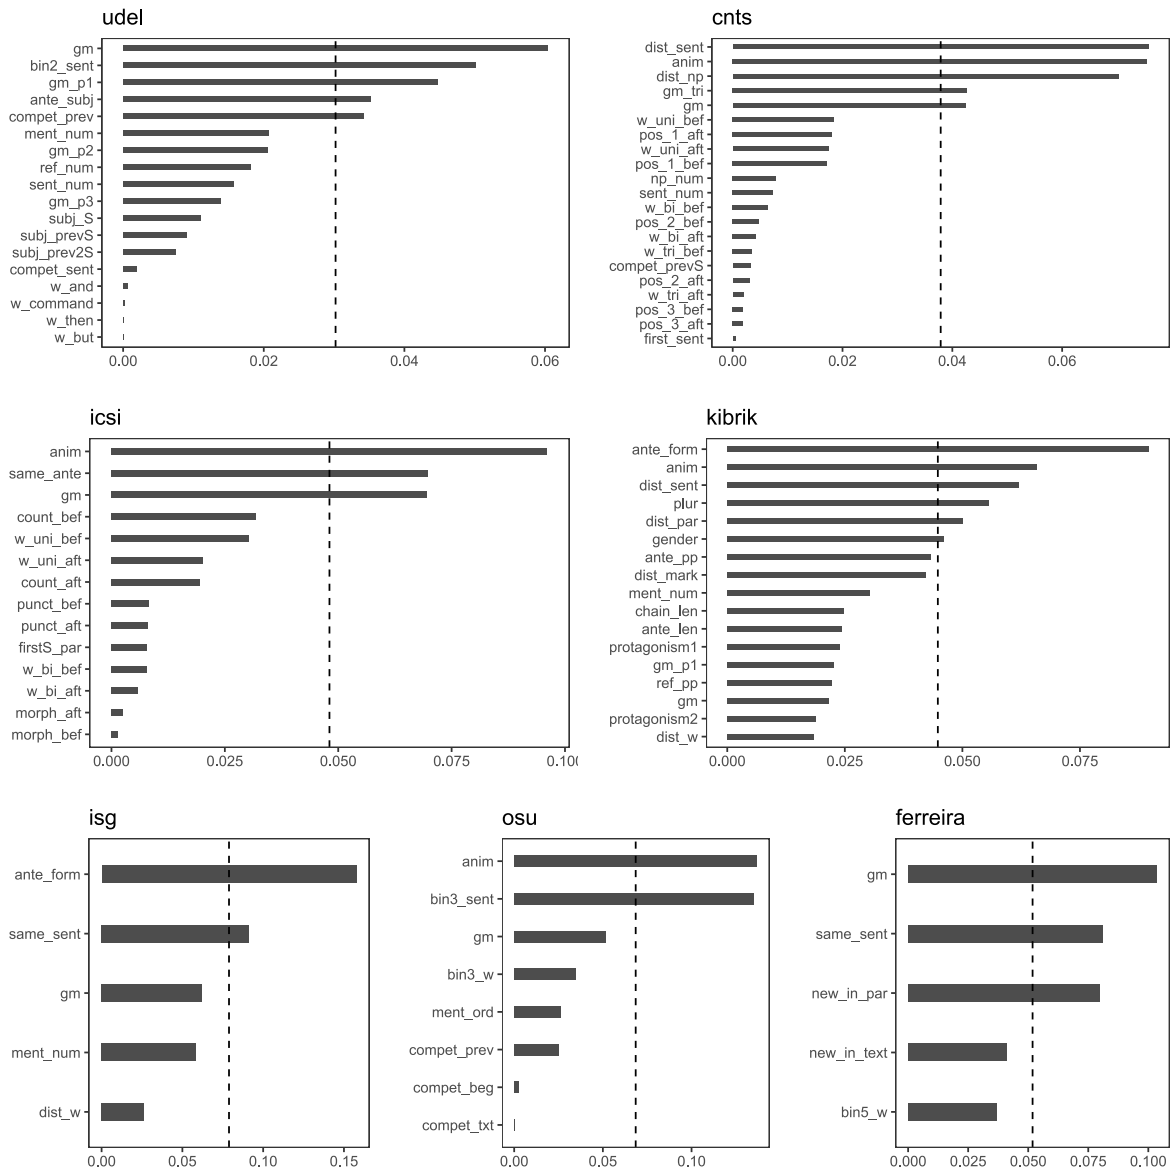 udel
gm
bin2_sent
gm_p1
ante_subj
compet_prev
ment_num
gm_p2
ref_num
sent_num
gm_p3
subj_S
subj_prevS
subj_prev2S
compet_sent
w_and
w_command
w_then
w_but
0.00 0.02 0.04 0.06
cnts
dist_sent
anim
dist_np
gm_tri
gm
w_uni_bef
pos_1_aft
w_uni_aft
pos_1_bef
np_num
sent_num
w_bi_bef
pos_2_bef
w_bi_aft
w_tri_bef
compet_prevS
pos_2_aft
w_tri_aft
pos_3_bef
pos_3_aft
first_sent
0.00 0.02 0.04 0.06
icsi
anim
same_ante
gm
count_bef
w_uni_bef
w_uni_aft
count_aft
punct_bef
punct_aft
firstS_par
w_bi_bef
w_bi_aft
morph_aft
morph_bef
0.000 0.025 0.050 0.075 0.10
kibrik
ante_form
anim
dist_sent
plur
dist_par
gender
ante_pp
dist_mark
ment_num
chain_len
ante_len
protagonism1
gm_p1
ref_pp
gm
protagonism2
dist_w
0.000 0.025 0.050 0.075
isg
ante_form
same_sent
gm
ment_num
dist_w
0.00 0.05 0.10 0.15
osu
anim
bin3_sent
gm
bin3_w
ment_ord
compet_prev
compet_beg
compet_txt
0.00 0.05 0.10
ferreira
gm
same_sent
new_in_par
new_in_text
bin5_w
0.000 0.025 0.050 0.075 0.100